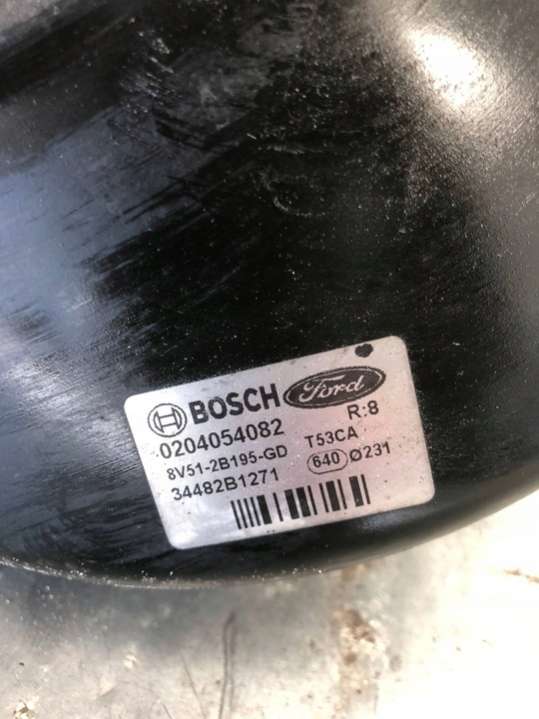 BOSCH Ford
0204054082 R:8
8V51-2B195-GD T53CA
34482B1271 640 Ø231